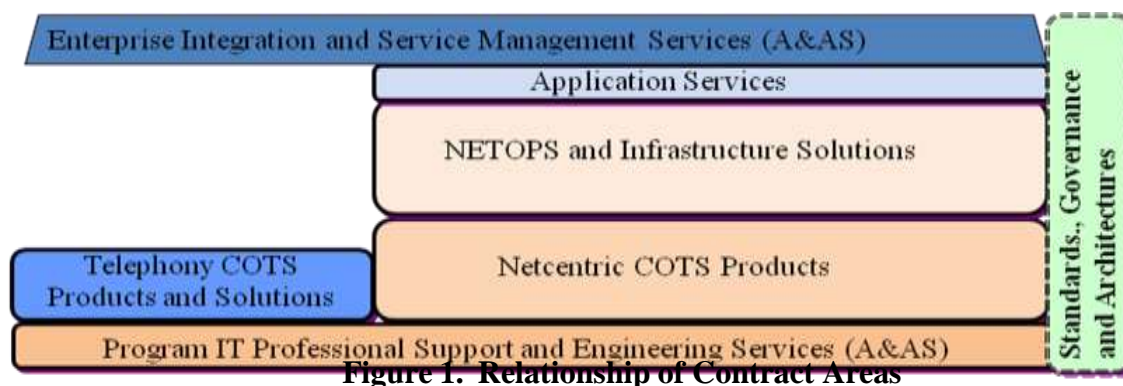 Enterprise Integration and Service Management Services (A&AS)
Application Services
NETOPS and Infrastructure Solutions
Telephony COTS
Products and Solutions
Netcentric COTS Products
Program IT Professional Support and Engineering Services (A&AS)
Standards., Governance
and Architectures
Figure 1. Relationship of Contract Areas